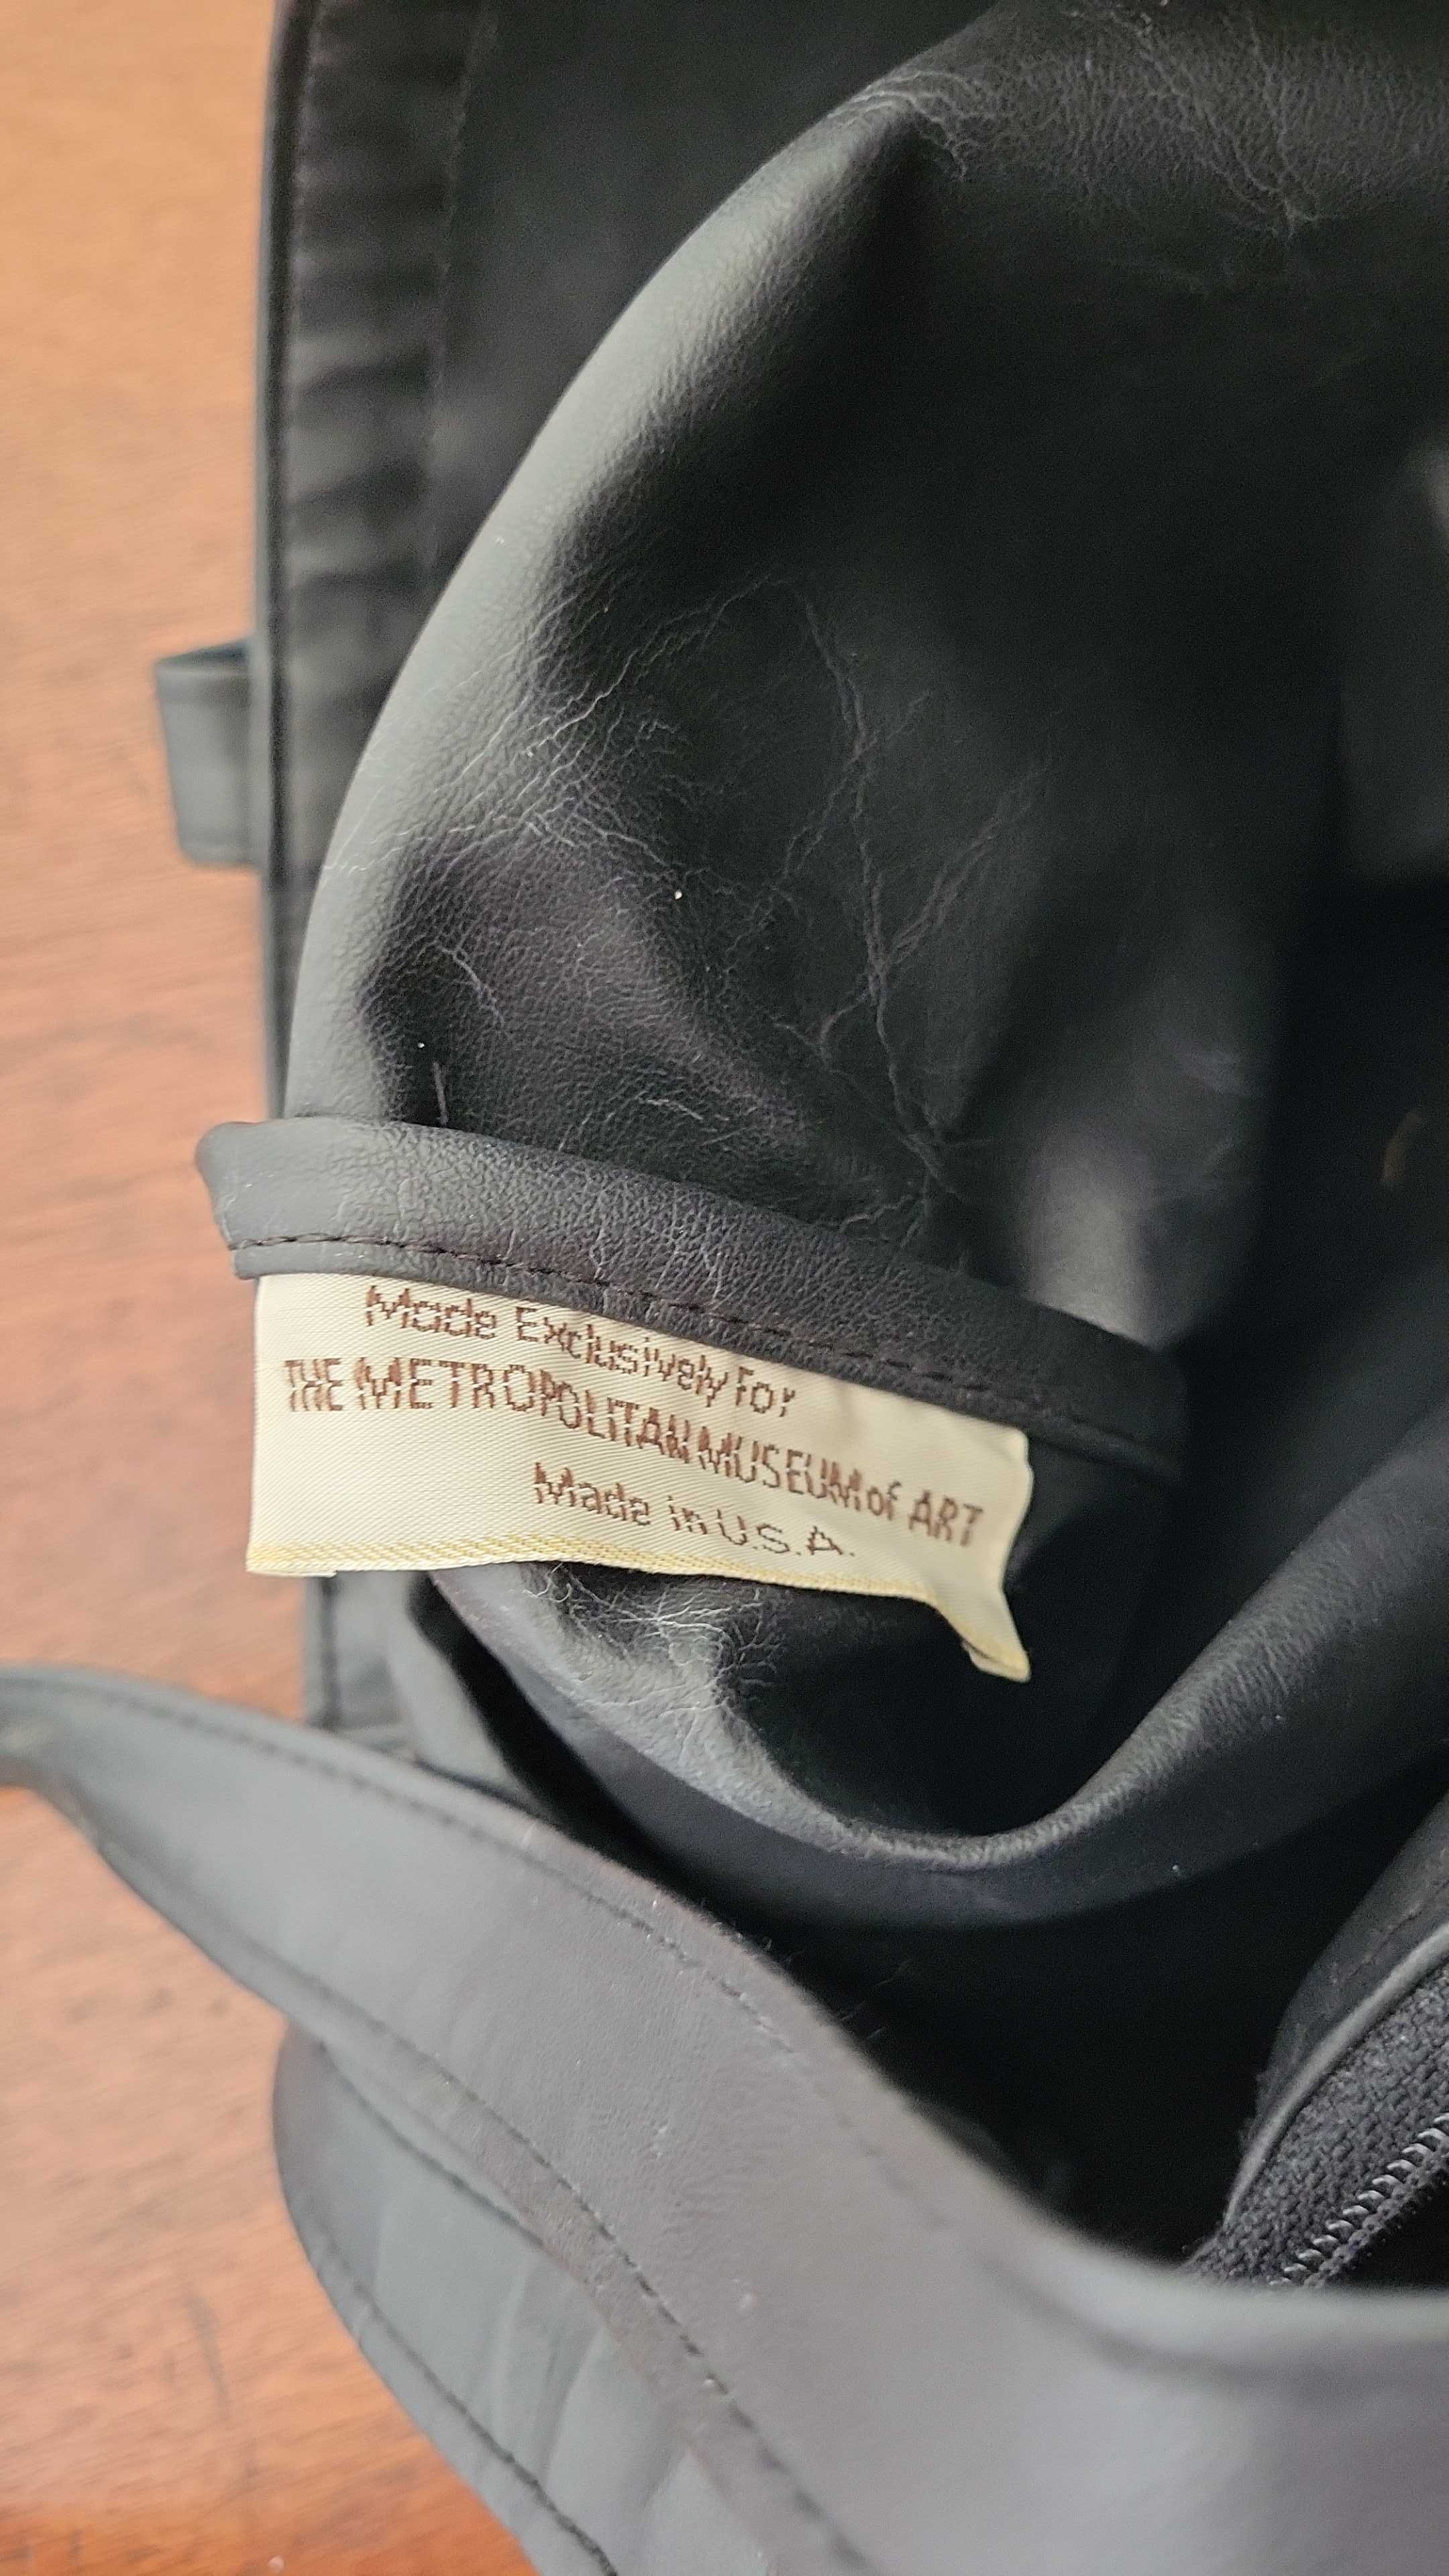 Made Exclusively for
THE METROPOLITAN MUSEUM of ART
Made in U.S.A.